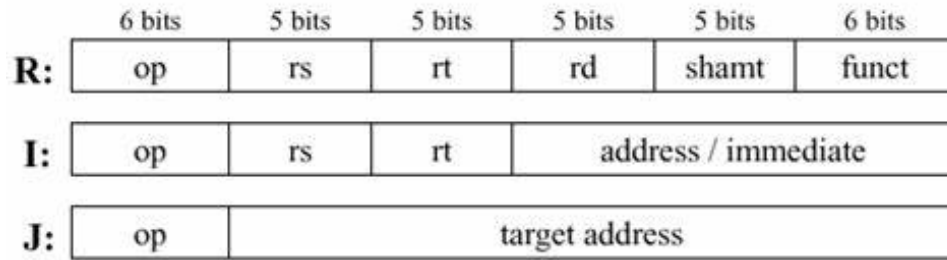 6 bits 5 bits 5 bits 5 bits 5 bits 6 bits
R: op rs rt rd shamt funct
I: op rs rt address / immediate
J: op target address